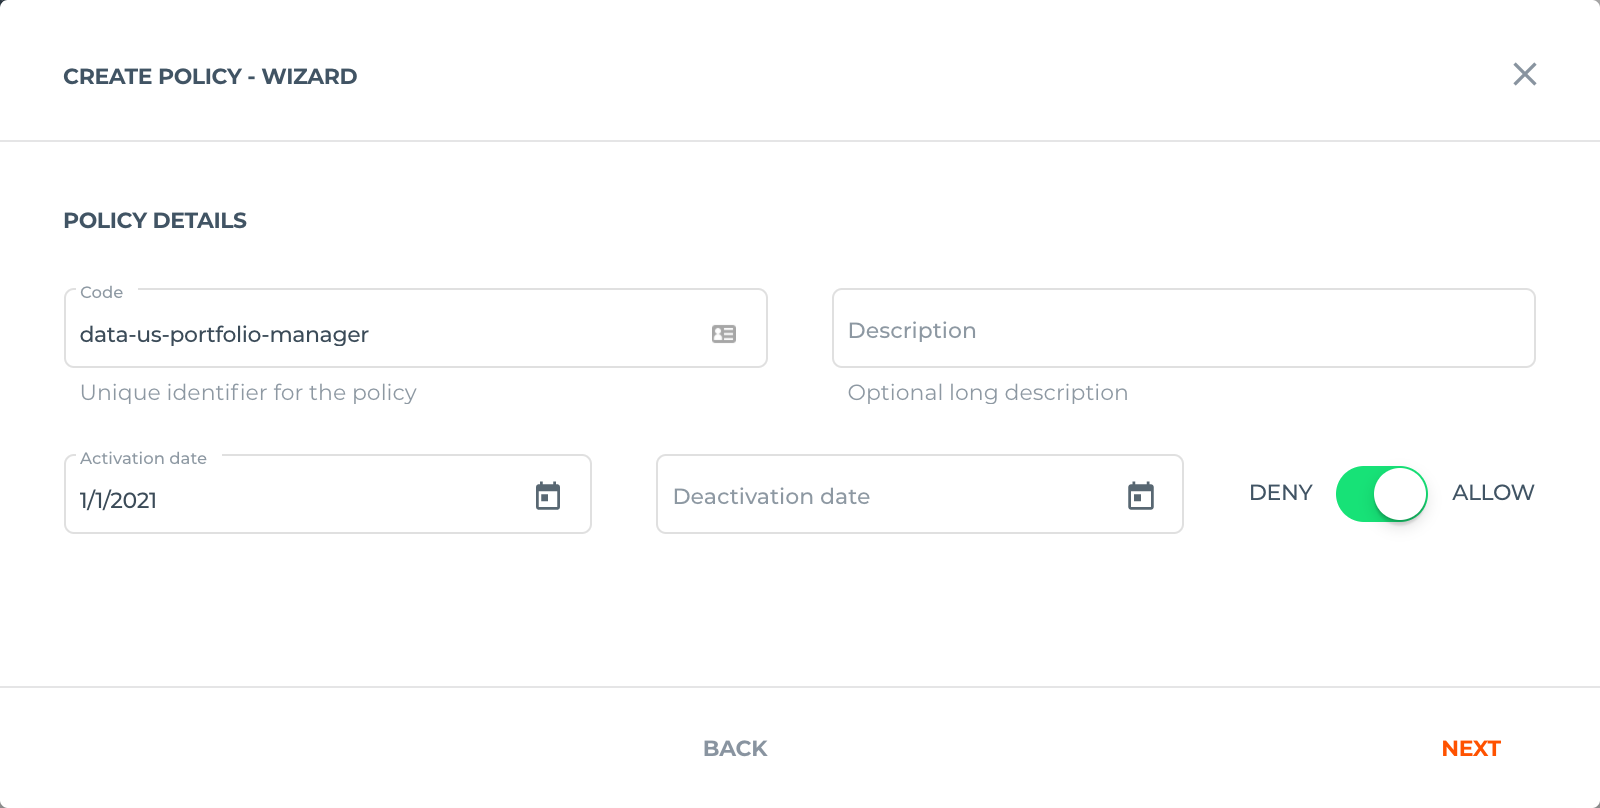 CREATE POLICY - WIZARD
POLICY DETAILS
Code
data-us-portfolio-manager
Unique identifier for the policy
Description
Optional long description
Activation date
1/1/2021
Deactivation date
DENY
ALLOW
BACK
NEXT